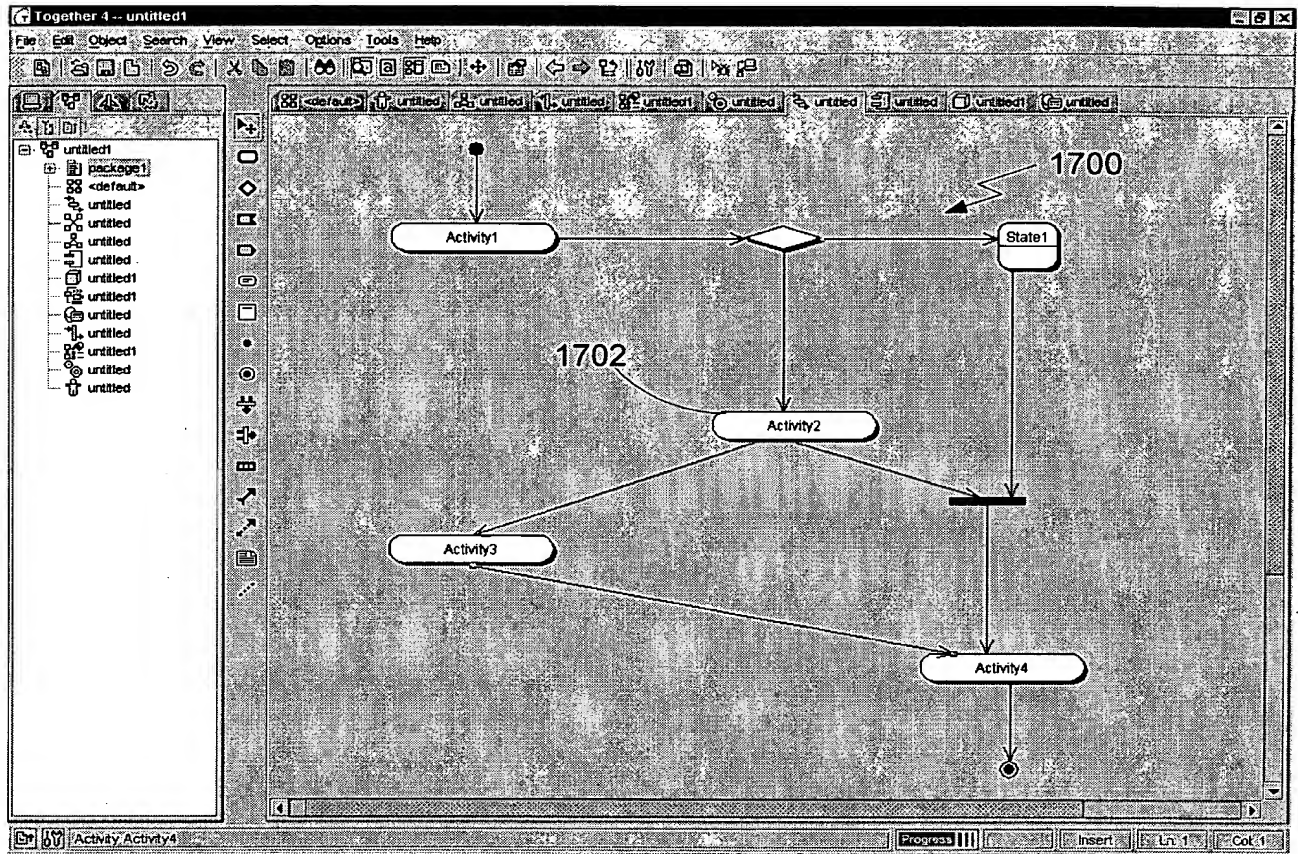 Together 4 -- untitled1
File Edit Object Search View Select Options Tools Help
<default> untitled untitled untitled untitled1 untitled untitled untitled untitled1 untitled
untitled1
package1
<default>
untitled
untitled
untitled
untitled
untitled1
untitled1
untitled
untitled
untitled1
untitled
untitled
1700
Activity1
State1
1702
Activity2
Activity3
Activity4
Activity Activity4
Progress
Insert
Ln: 1
Col: 1